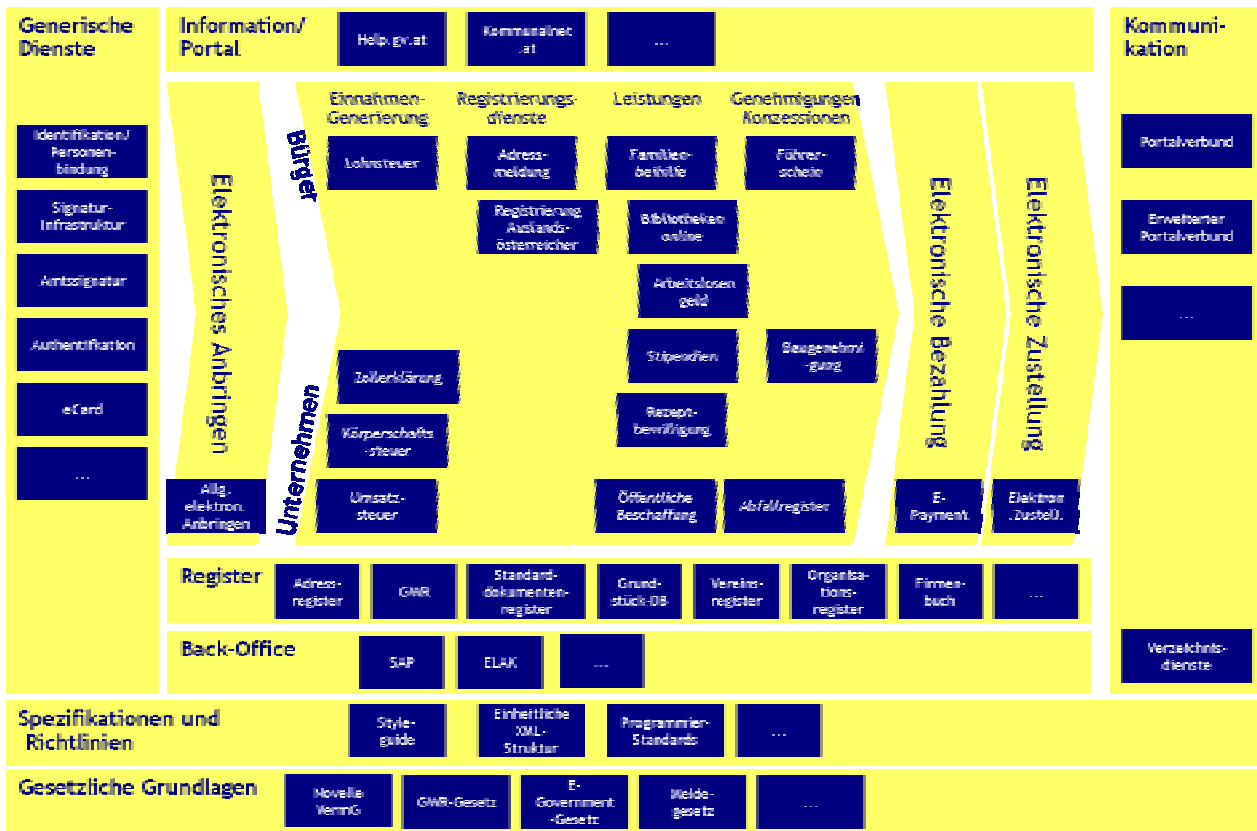 Generische
Dienste
Identifikation/
Personen-
bindung
Signatur-
Infrastruktur
Amtssignatur
Authentifkation
eCard
...
Information/
Portal
Help.gv.at
Kommunalnet
.at
...
Elektronisches Anbringen
Allg.
elektron.
Anbringen
Bürger
Unternehmen
Einnahmen-
Generierung
Registrierungs-
dienste
Leistungen
Genehmigungen
Konzessionen
Lohnsteuer
Adress-
meldung
Familien-
beihilfe
Führer-
schein
Registrierung
Auslands-
österreicher
Bibliotheken
online
Arbeitslosen
geld
Zollerklärung
Stipendien
Baugenehmi
-gung
Körperschafts
-steuer
Rezept-
bewilligung
Umsatz-
steuer
Öffentliche
Beschaffung
Abfallregister
Elektronische Bezahlung
E-
Payment.
Elektronische Zustellung
Elektron
.Zustell.
Register
Adress-
register
GWR
Standard-
dokumenten-
register
Grund-
stück-DB
Vereins-
register
Organisa-
tions-
register
Firmen-
buch
...
Back-Office
SAP
ELAK
...
Kommuni-
kation
Portalverbund
Erweiterter
Portalverbund
...
Verzeichnis-
dienste
Spezifikationen und
Richtlinien
Style-
guide
Einheitliche
XML-
Struktur
Programmier-
Standards
...
Gesetzliche Grundlagen
Novelle
VermG
GWR-Gesetz
E-
Government
-Gesetz
Melde-
gesetz
...